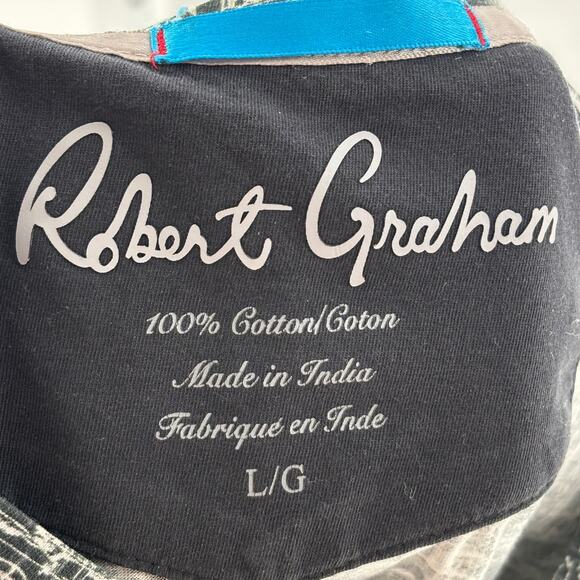 Robert Graham
100% Cotton/Coton
Made in India
Fabriqué en Inde
L/G